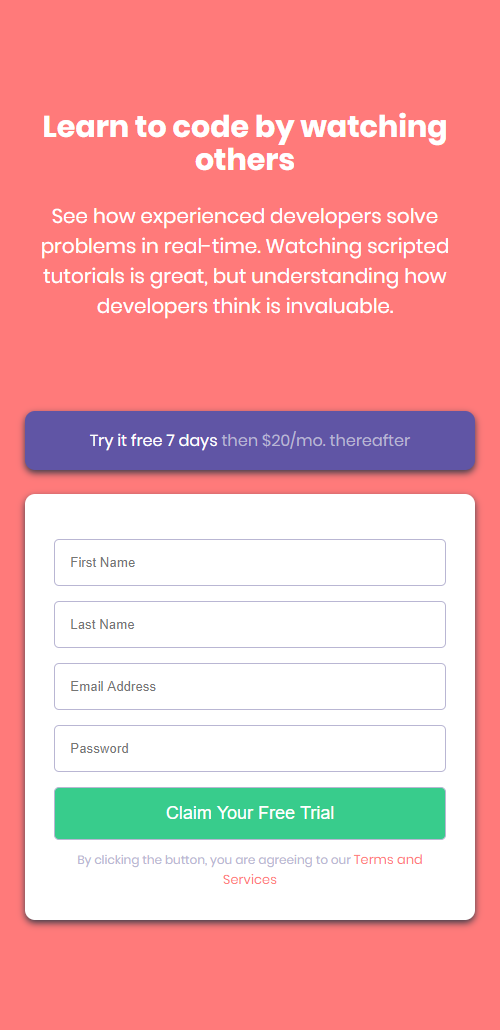 Learn to code by watching
others
See how experienced developers solve
problems in real-time. Watching scripted
tutorials is great, but understanding how
developers think is invaluable.
Try it free 7 days then $20/mo. thereafter
First Name
Last Name
Email Address
Password
Claim Your Free Trial
By clicking the button, you are agreeing to our Terms and
Services